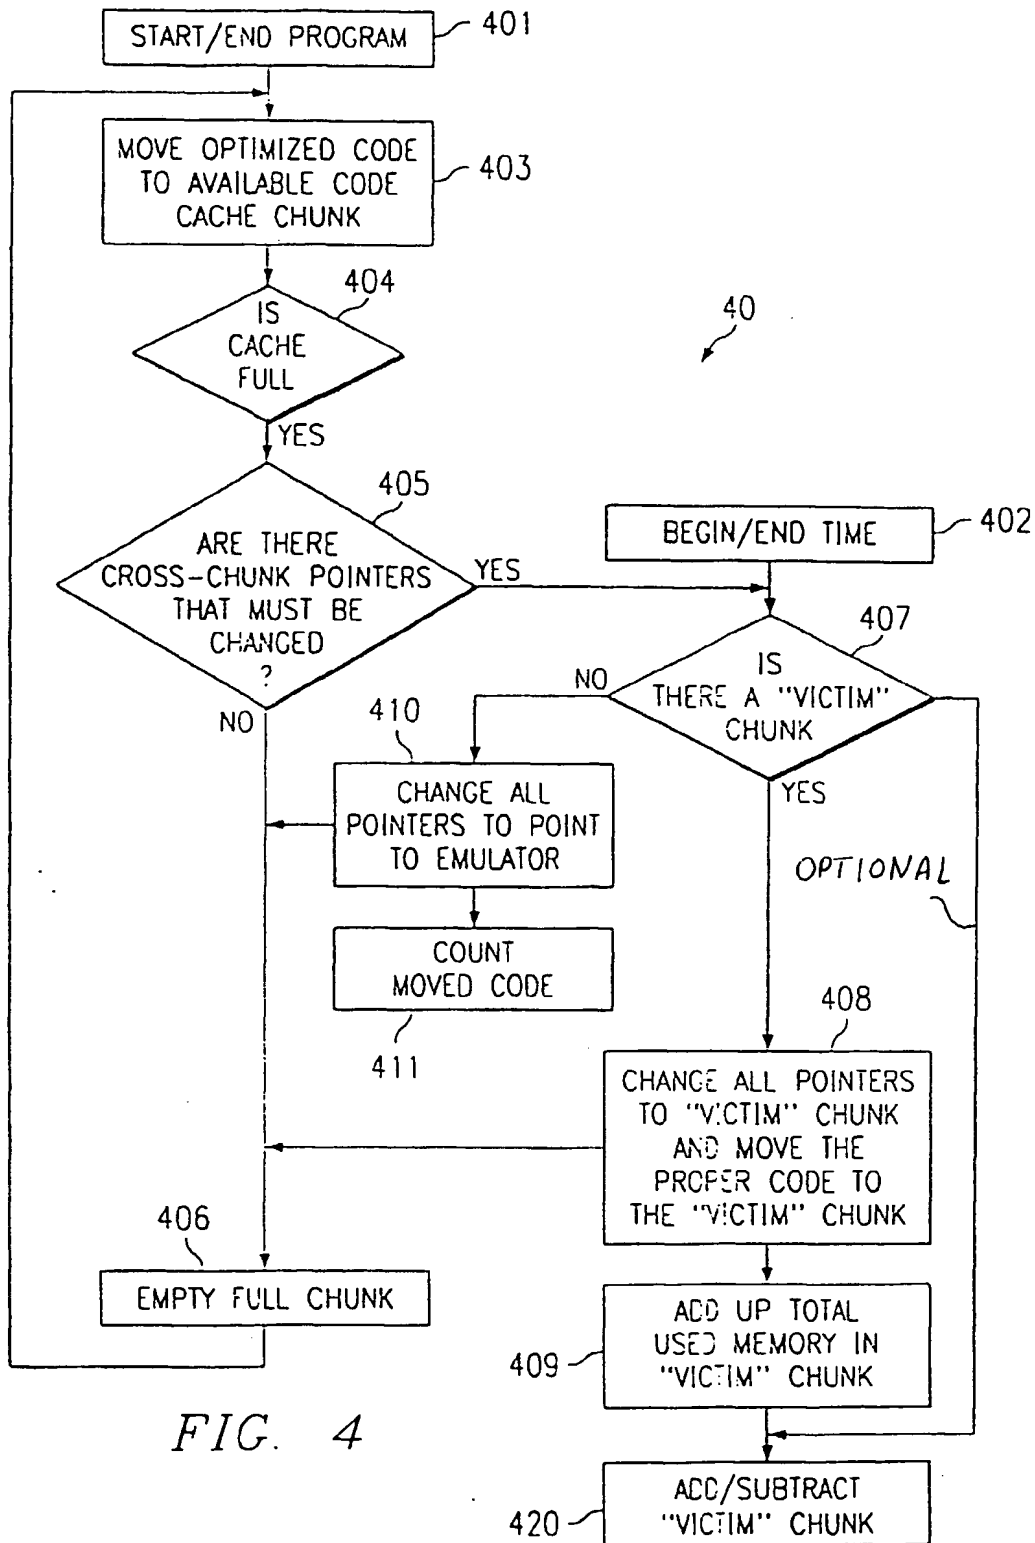 START/END PROGRAM
401
MOVE OPTIMIZED CODE
TO AVAILABLE CODE
CACHE CHUNK
403
404
IS
CACHE
FULL
YES
40
405
ARE THERE
CROSS-CHUNK POINTERS
THAT MUST BE
CHANGED
?
YES
NO
BEGIN/END TIME
402
407
IS
THERE A "VICTIM"
CHUNK
NO
YES
OPTIONAL
410
CHANGE ALL
POINTERS TO POINT
TO EMULATOR
COUNT
MOVED CODE
411
408
CHANGE ALL POINTERS
TO "VICTIM" CHUNK
AND MOVE THE
PROPER CODE TO
THE "VICTIM" CHUNK
406
EMPTY FULL CHUNK
ADD UP TOTAL
USED MEMORY IN
"VICTIM" CHUNK
409
ADD/SUBTRACT
"VICTIM" CHUNK
420
FIG. 4